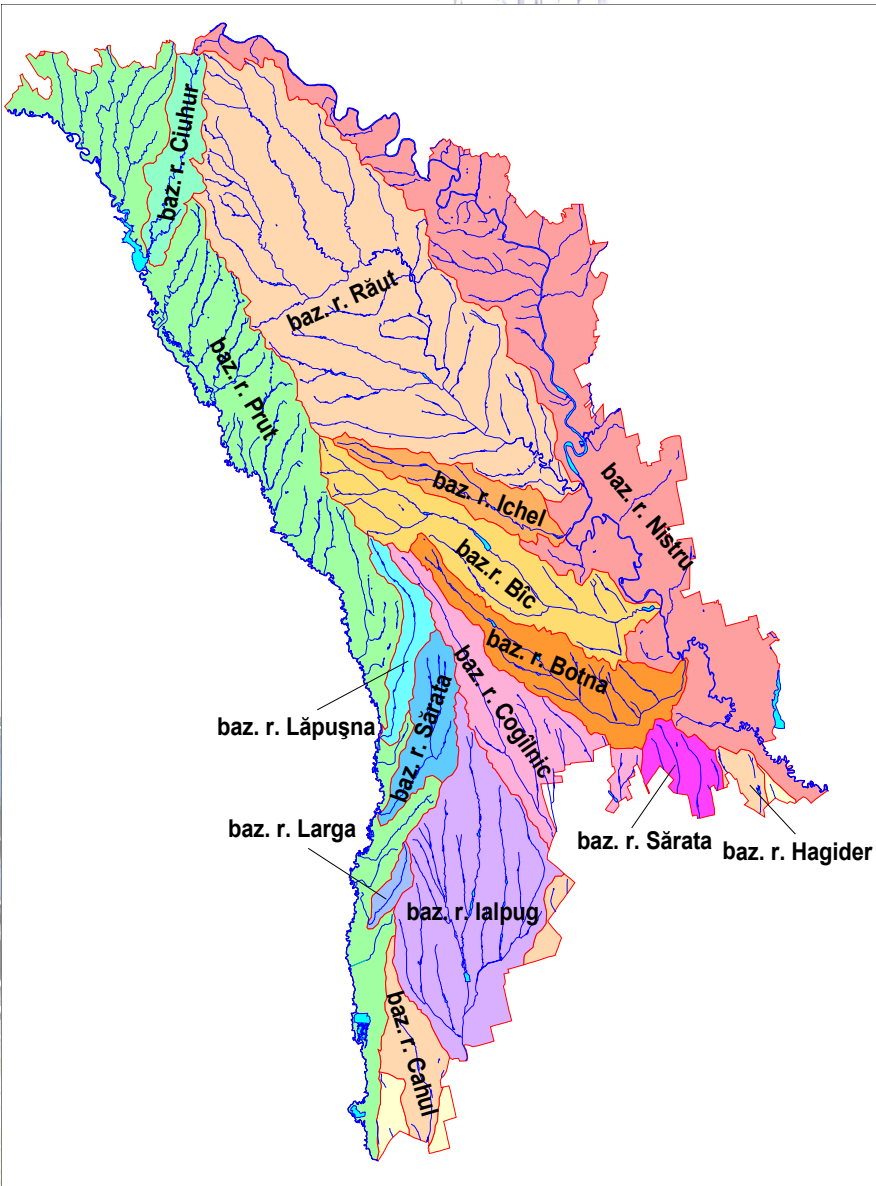 baz. r. Ciuhur
baz. r. Răut
baz. r. Prut
baz. r. Ichel
baz. r. Nistru
baz.r. Bîc
baz. r. Botna
baz. r. Cogîlnic
baz. r. Lăpuşna
baz. r. Sărata
baz. r. Larga
baz. r. Sărata
baz. r. Hagider
baz. r. Ialpug
baz. r. Cahul